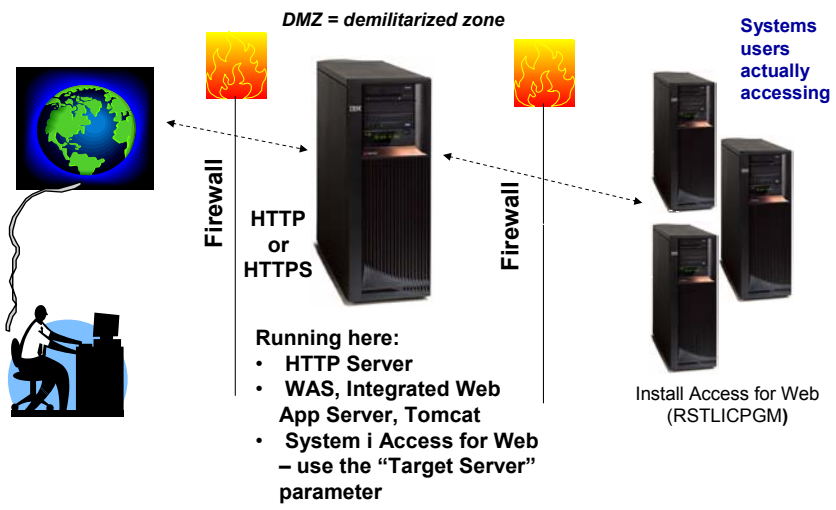 DMZ = demilitarized zone
Systems
users
actually
accessing
IBM
Firewall
HTTP
or
HTTPS
Firewall
Running here:
• HTTP Server
• WAS, Integrated Web
App Server, Tomcat
• System i Access for Web
– use the “Target Server”
parameter
Install Access for Web
(RSTLICPGM)